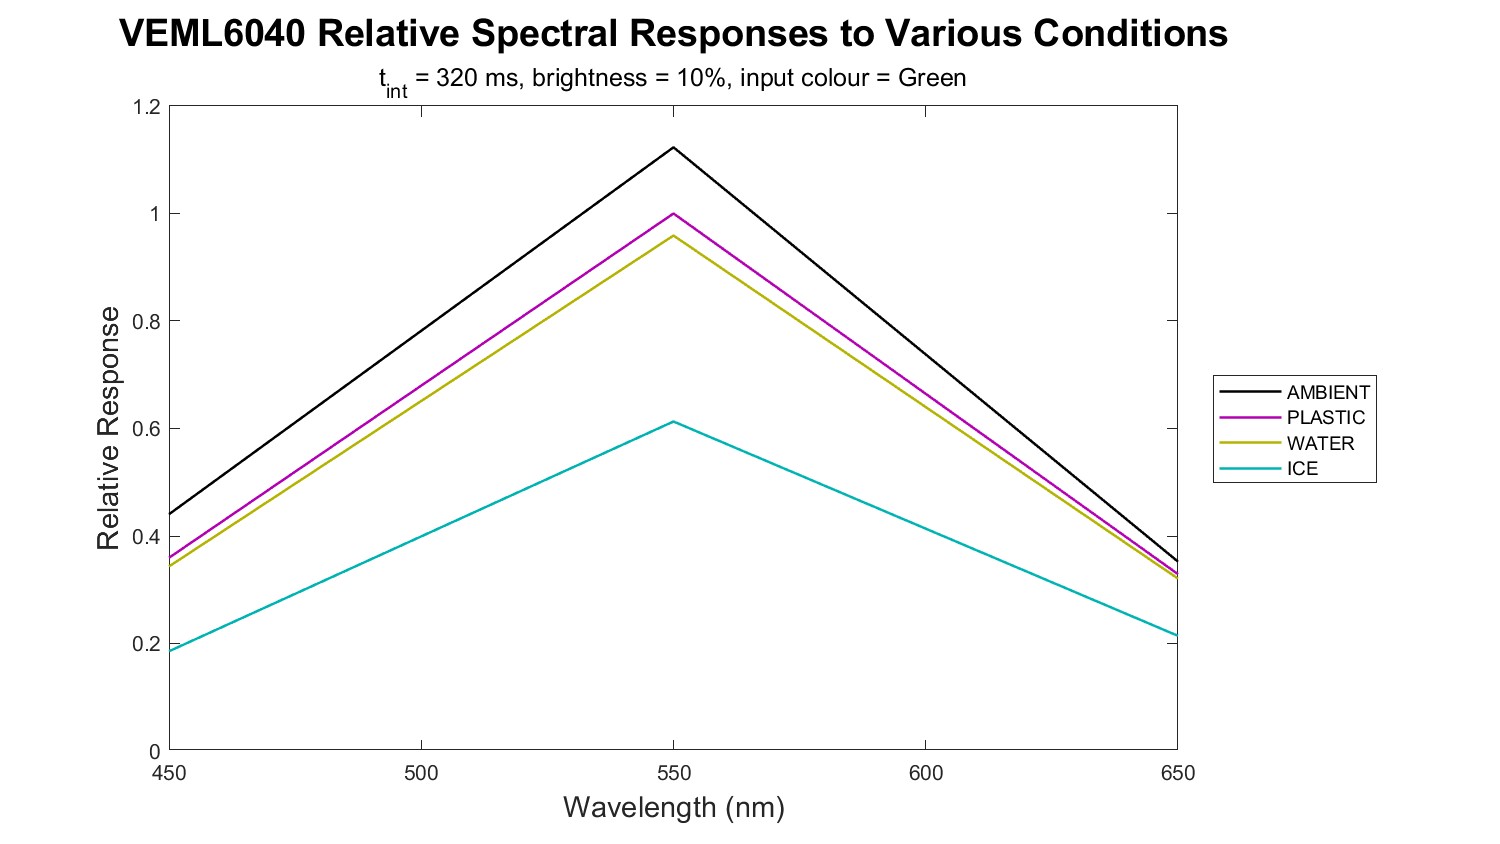 VEML6040 Relative Spectral Responses to Various Conditions
t_int = 320 ms, brightness = 10%, input colour = Green
1.2
1
0.8
0.6
0.4
0.2
0
Relative Response
450 500 550 600 650
Wavelength (nm)
AMBIENT
PLASTIC
WATER
ICE